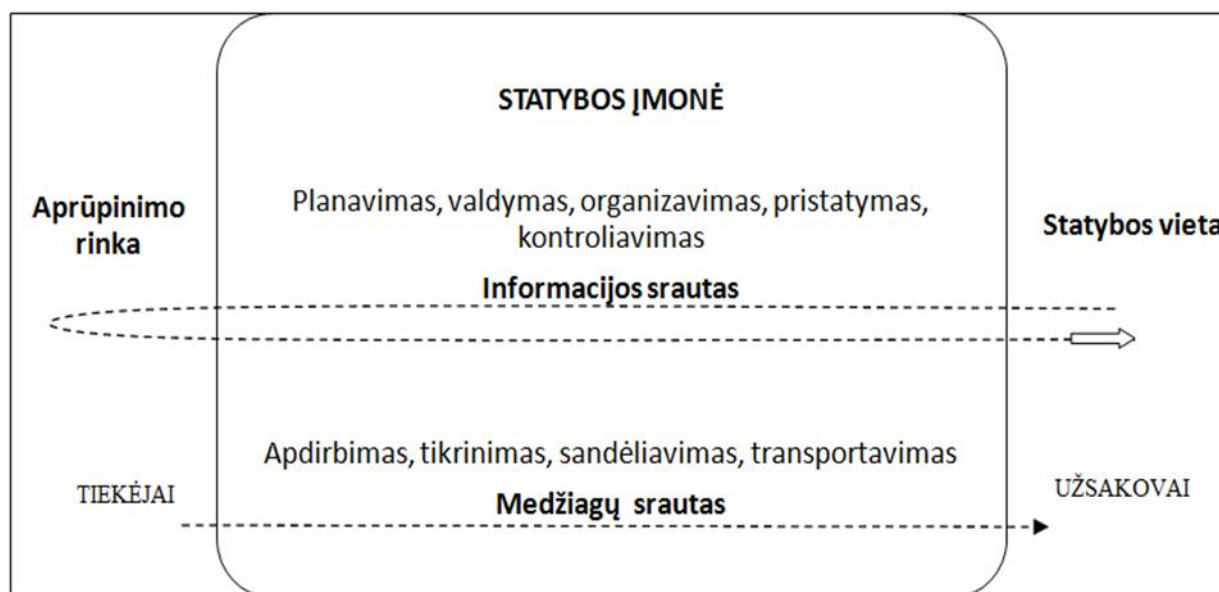 STATYBOS ĮMONĖ
Aprūpinimo
rinka
Planavimas, valdymas, organizavimas, pristatymas,
kontroliavimas
Statybos vieta
Informacijos srautas
Apdirbimas, tikrinimas, sandėliavimas, transportavimas
TIEKĖJAI
Medžiagų srautas
UŽSAKOVAI